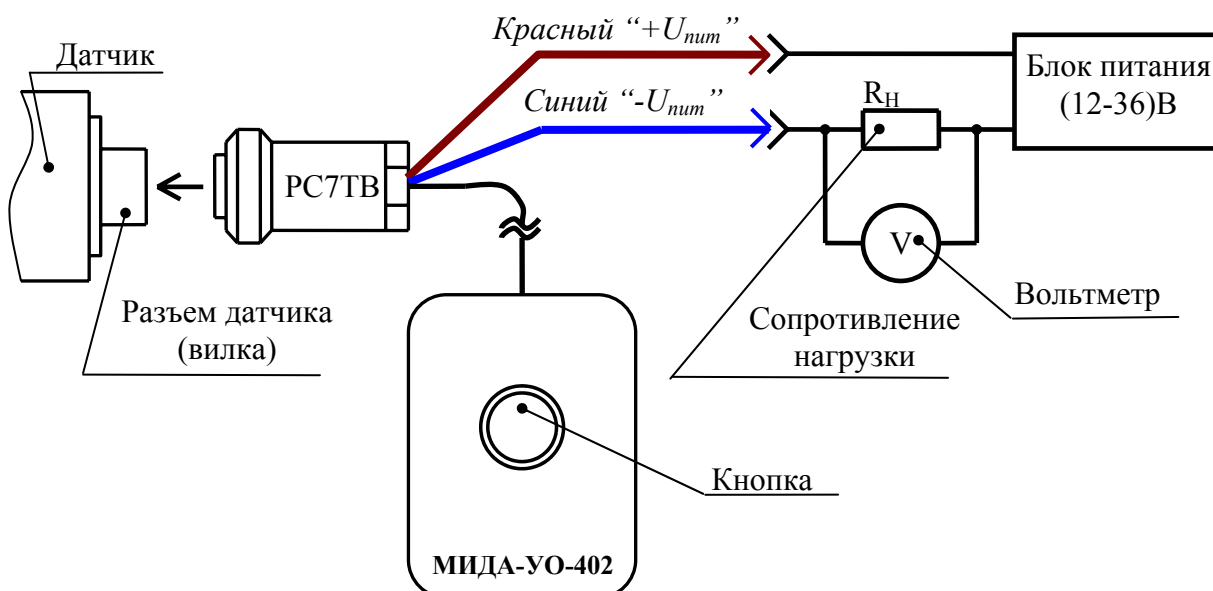 Красный “+Uпит”
Датчик
Блок питания
(12-36)В
Синий “-Uпит”
RН
РС7ТВ
V
Вольтметр
Разъем датчика
(вилка)
Сопротивление
нагрузки
Кнопка
МИДА-УО-402